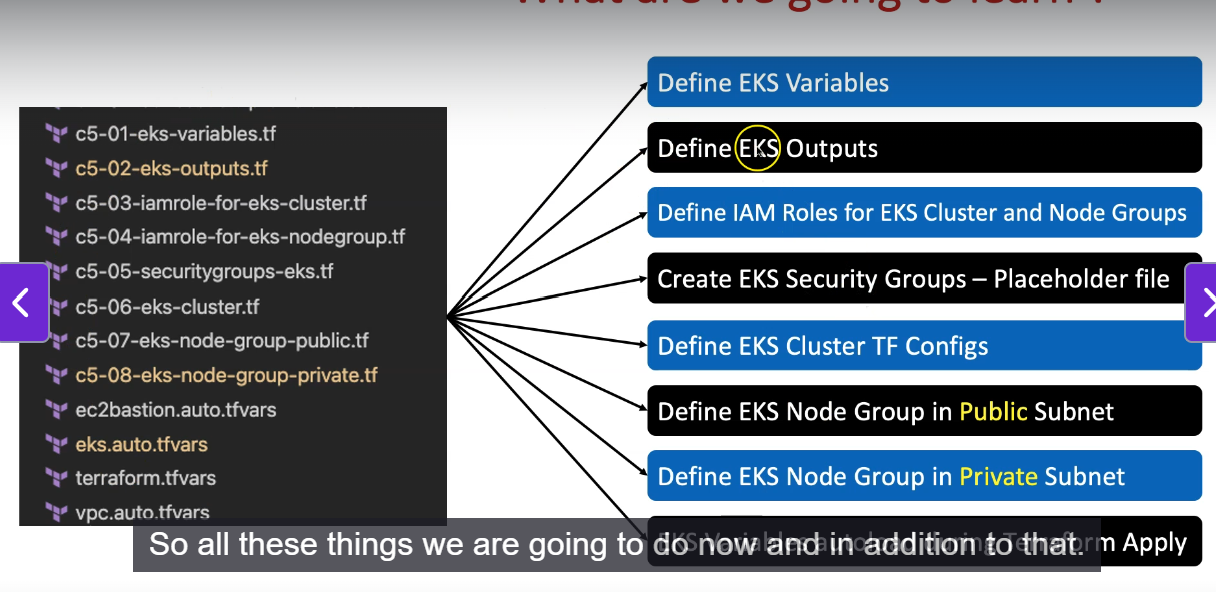 What are we going to learn ?
c5-01-eks-variables.tf
c5-02-eks-outputs.tf
c5-03-iamrole-for-eks-cluster.tf
c5-04-iamrole-for-eks-nodegroup.tf
c5-05-securitygroups-eks.tf
c5-06-eks-cluster.tf
c5-07-eks-node-group-public.tf
c5-08-eks-node-group-private.tf
ec2bastion.auto.tfvars
eks.auto.tfvars
terraform.tfvars
vpc.auto.tfvars
Define EKS Variables
Define EKS Outputs
Define IAM Roles for EKS Cluster and Node Groups
Create EKS Security Groups – Placeholder file
Define EKS Cluster TF Configs
Define EKS Node Group in Public Subnet
Define EKS Node Group in Private Subnet
EKS Variables autoload during Terraform Apply
So all these things we are going to do now and in addition to that.